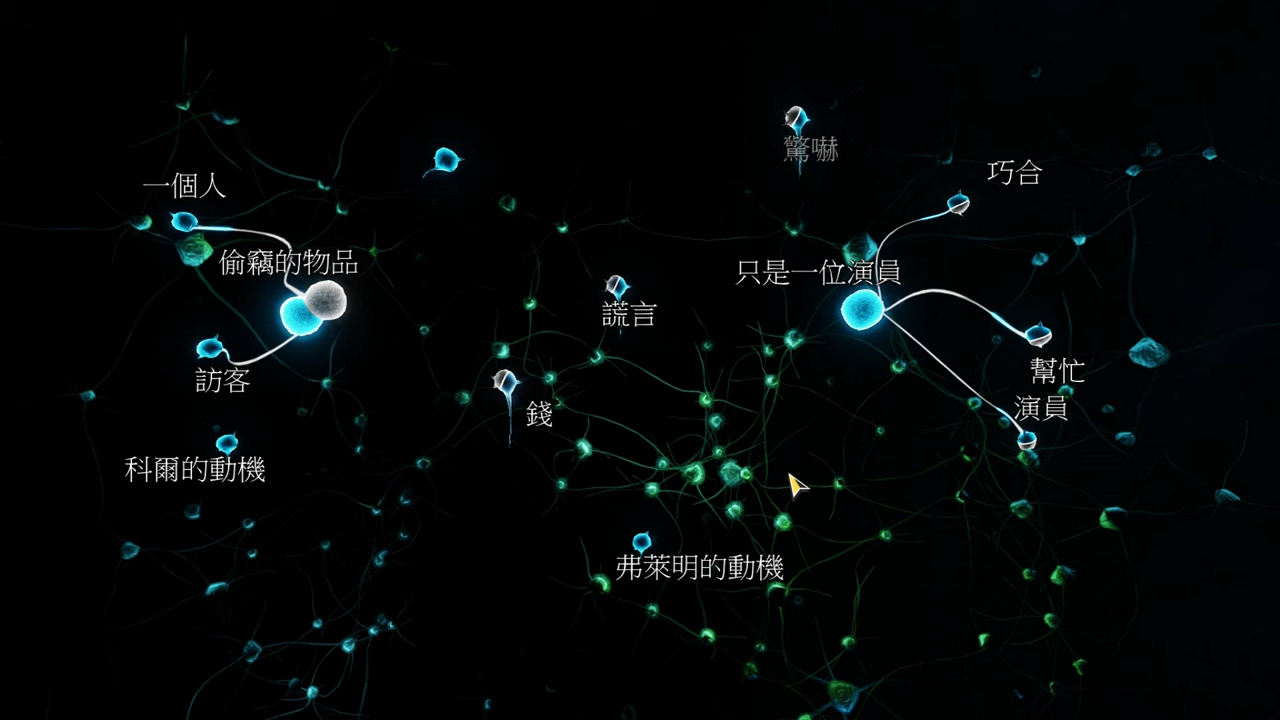 驚嚇
巧合
一個人
偷竊的物品
只是一位演員
謊言
訪客
幫忙
錢
演員
科爾的動機
弗萊明的動機